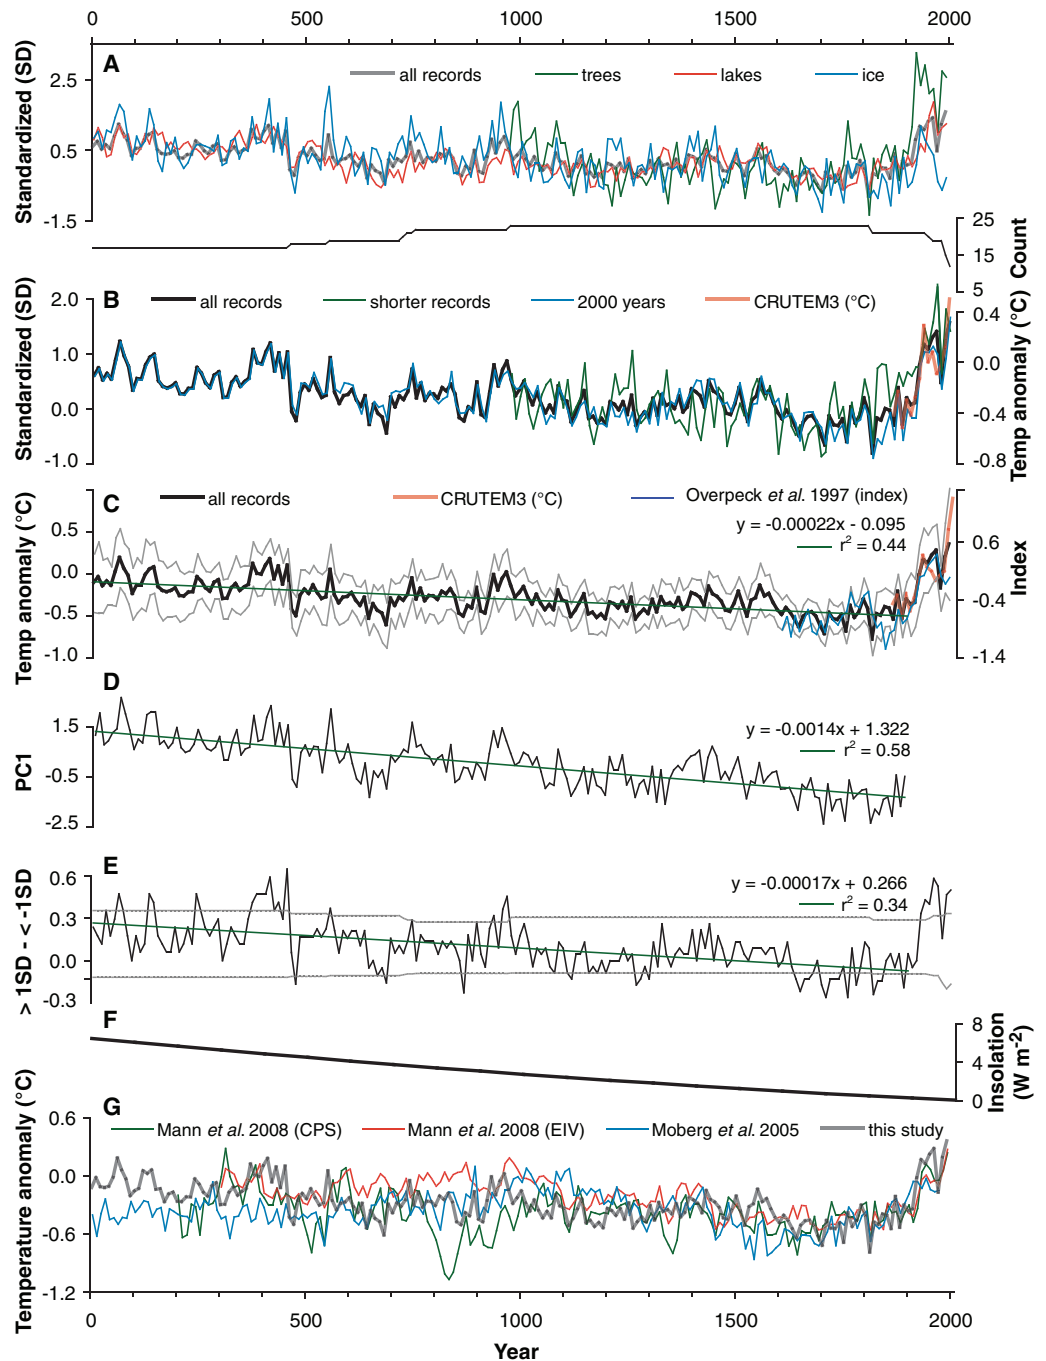 0 500 1000 1500 2000
A
all records trees lakes ice
Standardized (SD)
2.5
0.5
-1.5
25
15
5
Count
B
all records shorter records 2000 years CRUTEM3 (°C)
Standardized (SD)
2.0
1.0
0.0
-1.0
0.4
0.0
-0.4
-0.8
Temp anomaly (°C)
C
all records CRUTEM3 (°C) Overpeck et al. 1997 (index)
y = -0.00022x - 0.095
r² = 0.44
Temp anomaly (°C)
0.5
0.0
-0.5
-1.0
0.6
-0.4
-1.4
Index
D
y = -0.0014x + 1.322
r² = 0.58
PC1
1.5
-0.5
-2.5
E
y = -0.00017x + 0.266
r² = 0.34
> 1SD - < -1SD
0.6
0.3
0.0
-0.3
F
8
4
0
Insolation
(W m⁻²)
G
Mann et al. 2008 (CPS) Mann et al. 2008 (EIV) Moberg et al. 2005 this study
Temperature anomaly (°C)
0.6
0.0
-0.6
-1.2
0 500 1000 1500 2000
Year